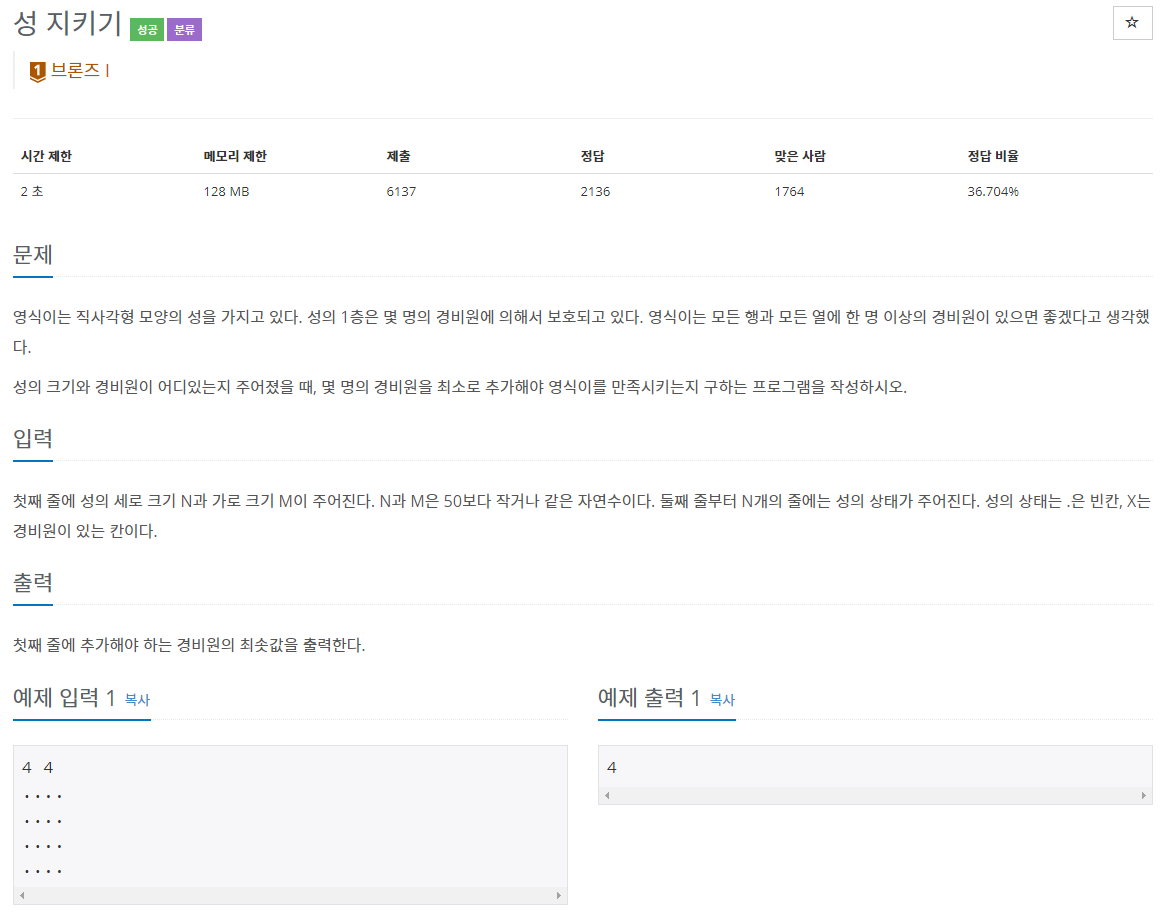 성 지키기 성공 분류
☆
1 브론즈 I
시간 제한 메모리 제한 제출 정답 맞은 사람 정답 비율
2 초 128 MB 6137 2136 1764 36.704%
문제
영식이는 직사각형 모양의 성을 가지고 있다. 성의 1층은 몇 명의 경비원에 의해서 보호되고 있다. 영식이는 모든 행과 모든 열에 한 명 이상의 경비원이 있으면 좋겠다고 생각했
다.
성의 크기와 경비원이 어디있는지 주어졌을 때, 몇 명의 경비원을 최소로 추가해야 영식이를 만족시키는지 구하는 프로그램을 작성하시오.
입력
첫째 줄에 성의 세로 크기 N과 가로 크기 M이 주어진다. N과 M은 50보다 작거나 같은 자연수이다. 둘째 줄부터 N개의 줄에는 성의 상태가 주어진다. 성의 상태는 .은 빈칸, X는
경비원이 있는 칸이다.
출력
첫째 줄에 추가해야 하는 경비원의 최솟값을 출력한다.
예제 입력 1 복사
4 4
....
....
....
....
예제 출력 1 복사
4